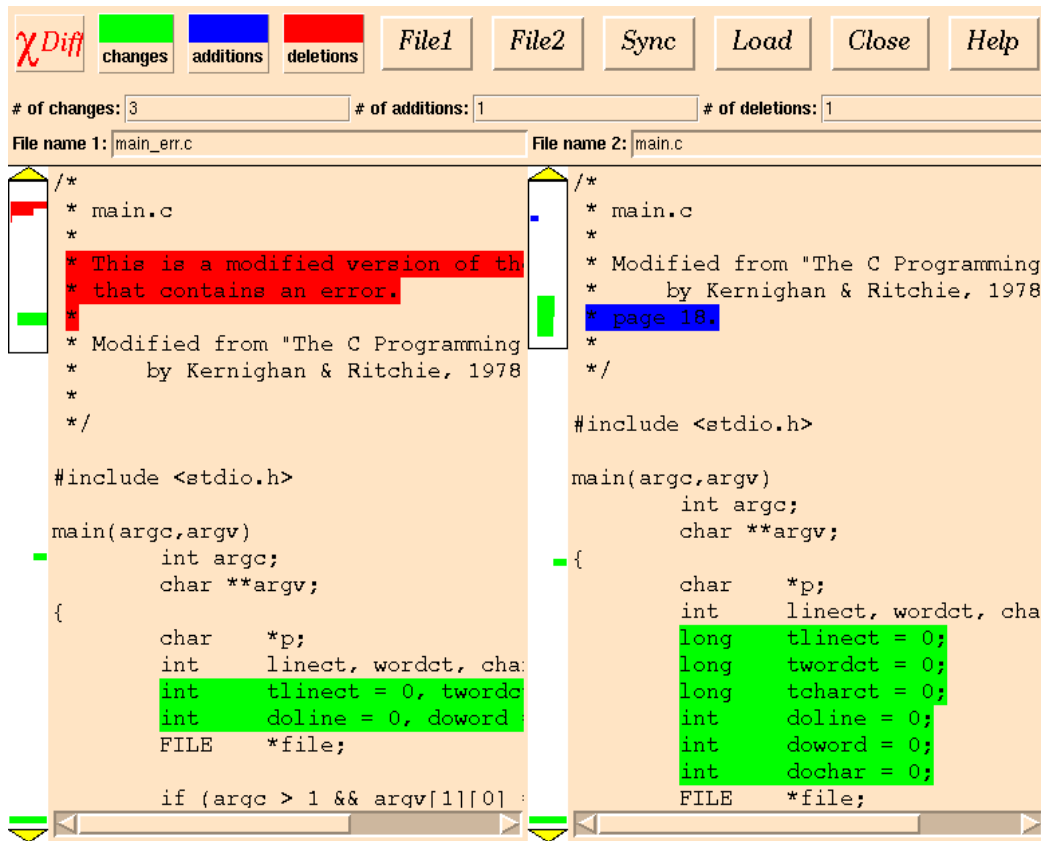 χDiff changes additions deletions File1 File2 Sync Load Close Help
# of changes: 3 # of additions: 1 # of deletions: 1
File name 1: main_err.c File name 2: main.c
/*
 * main.c
 *
 * This is a modified version of th
 * that contains an error.
 *
 * Modified from "The C Programming
 *     by Kernighan & Ritchie, 1978
 *
 */
#include <stdio.h>
main(argc,argv)
        int argc;
        char **argv;
{
        char    *p;
        int     linect, wordct, cha
        int     tlinect = 0, twordc
        int     doline = 0, doword =
        FILE    *file;
        if (argc > 1 && argv[1][0] =
/*
 * main.c
 *
 * Modified from "The C Programming
 *     by Kernighan & Ritchie, 1978
 * page 18.
 *
 */
#include <stdio.h>
main(argc,argv)
        int argc;
        char **argv;
{
        char    *p;
        int     linect, wordct, cha
        long    tlinect = 0;
        long    twordct = 0;
        long    tcharct = 0;
        int     doline = 0;
        int     doword = 0;
        int     dochar = 0;
        FILE    *file;